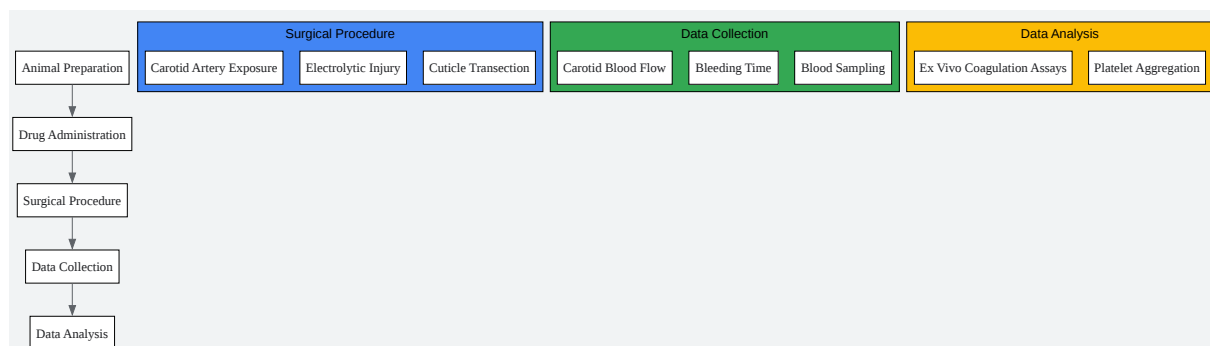 Surgical Procedure
Data Collection
Data Analysis
Animal Preparation
Carotid Artery Exposure
Electrolytic Injury
Cuticle Transection
Carotid Blood Flow
Bleeding Time
Blood Sampling
Ex Vivo Coagulation Assays
Platelet Aggregation
Drug Administration
Surgical Procedure
Data Collection
Data Analysis